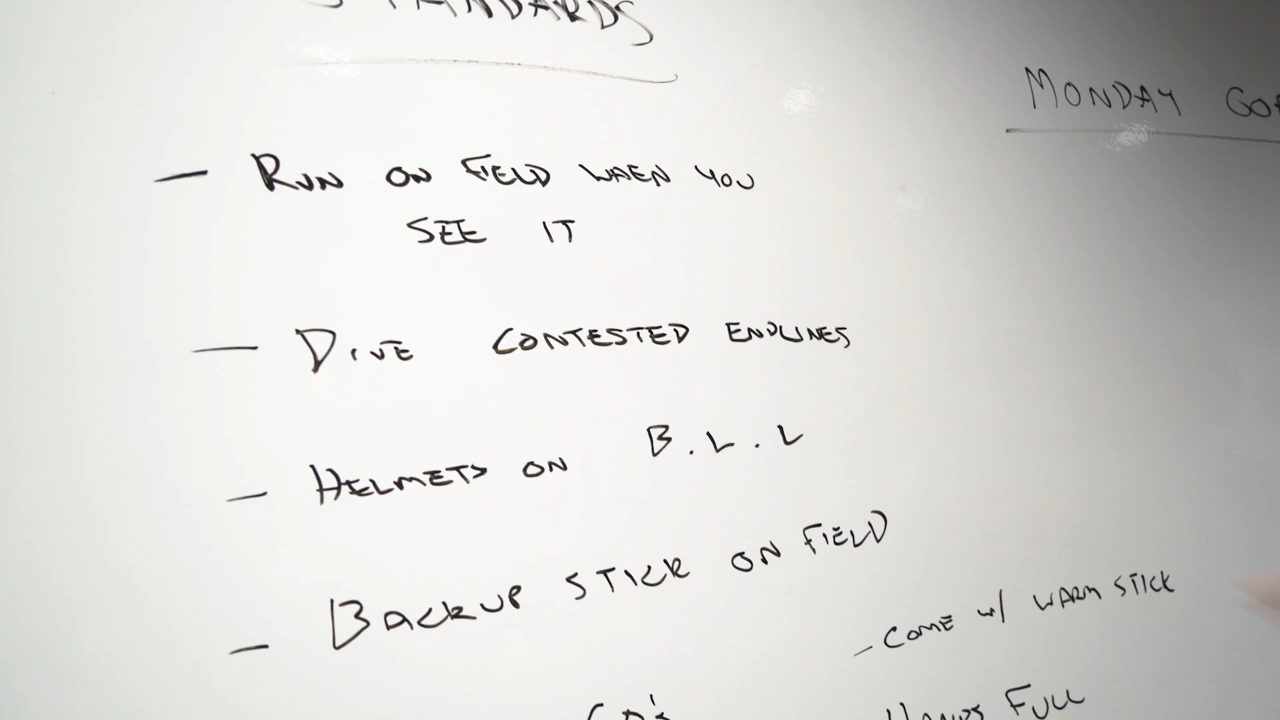 STANDARDS
MONDAY
- RUN ON FIELD WHEN YOU
SEE IT
- DIVE CONTESTED ENDLINES
- HELMETS ON B.L.L
- BACKUP STICK ON FIELD
- COME w/ WARM STICK
HANDS FULL